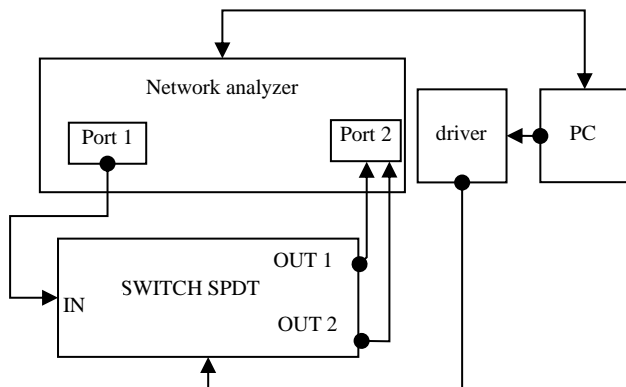 Network analyzer
Port 1
Port 2
driver
PC
OUT 1
SWITCH SPDT
IN
OUT 2